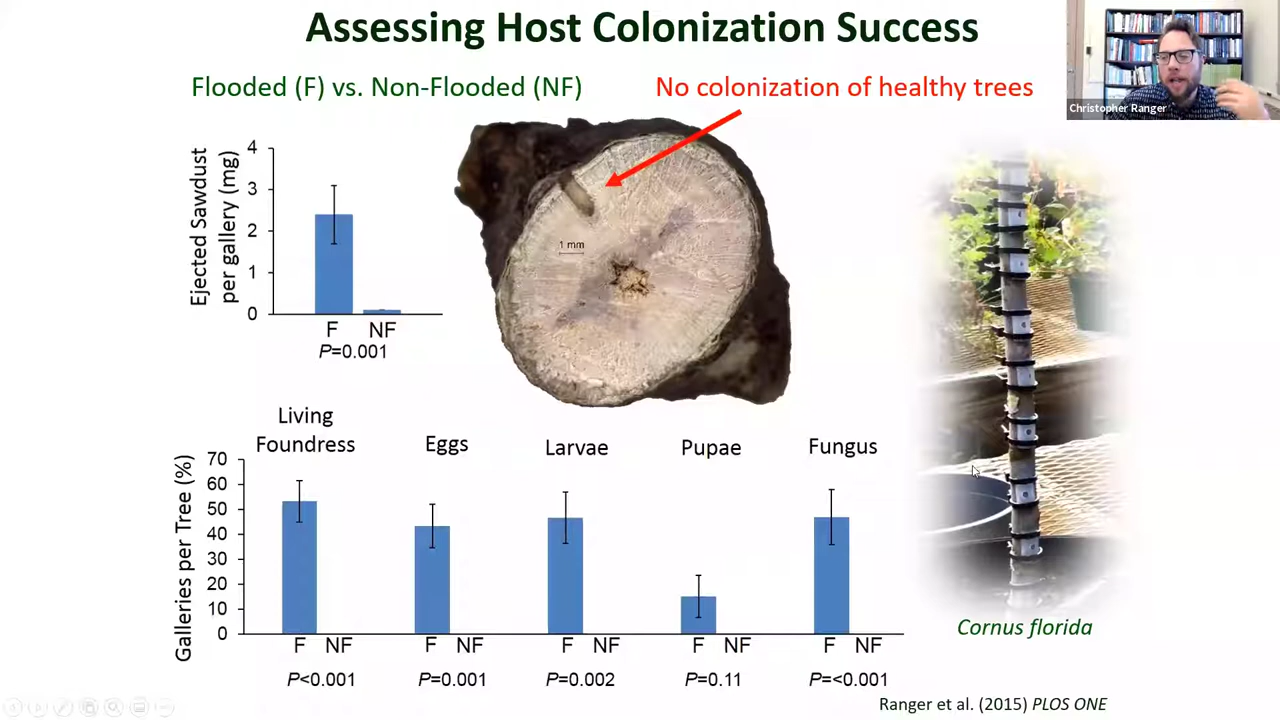 Assessing Host Colonization Success
Flooded (F) vs. Non-Flooded (NF)
No colonization of healthy trees
Christopher Ranger
Ejected Sawdust
per gallery (mg)
4
3
2
1
0
F NF
P=0.001
1 mm
Living
Foundress
Eggs
Larvae
Pupae
Fungus
Galleries per Tree (%)
70
60
50
40
30
20
10
0
F NF F NF F NF F NF F NF
P<0.001 P=0.001 P=0.002 P=0.11 P=<0.001
Cornus florida
Ranger et al. (2015) PLOS ONE